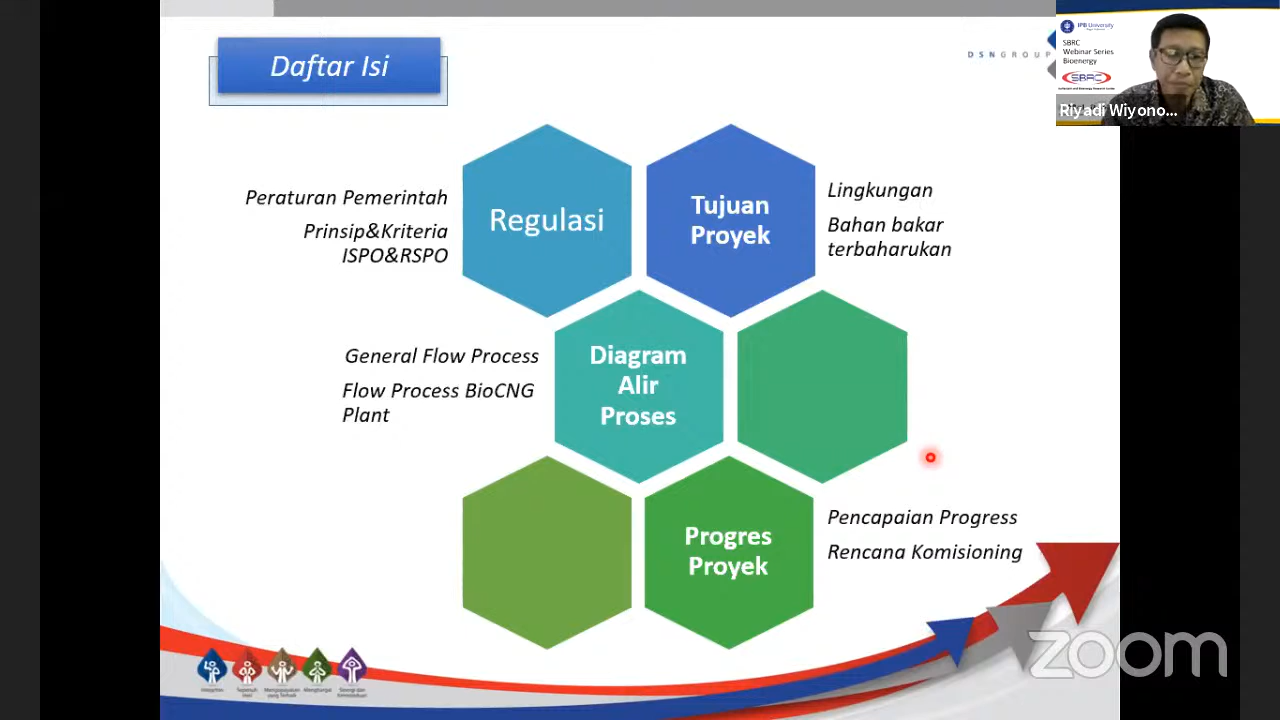 Daftar Isi
DSNGROUP
IPB University
SBRC
Webinar Series
Bioenergy
SBRC
Riyadi Wiyono...
Peraturan Pemerintah
Prinsip&Kriteria
ISPO&RSPO
Regulasi
Tujuan
Proyek
Lingkungan
Bahan bakar
terbaharukan
General Flow Process
Flow Process BioCNG
Plant
Diagram
Alir
Proses
Progres
Proyek
Pencapaian Progress
Rencana Komisioning
zoom